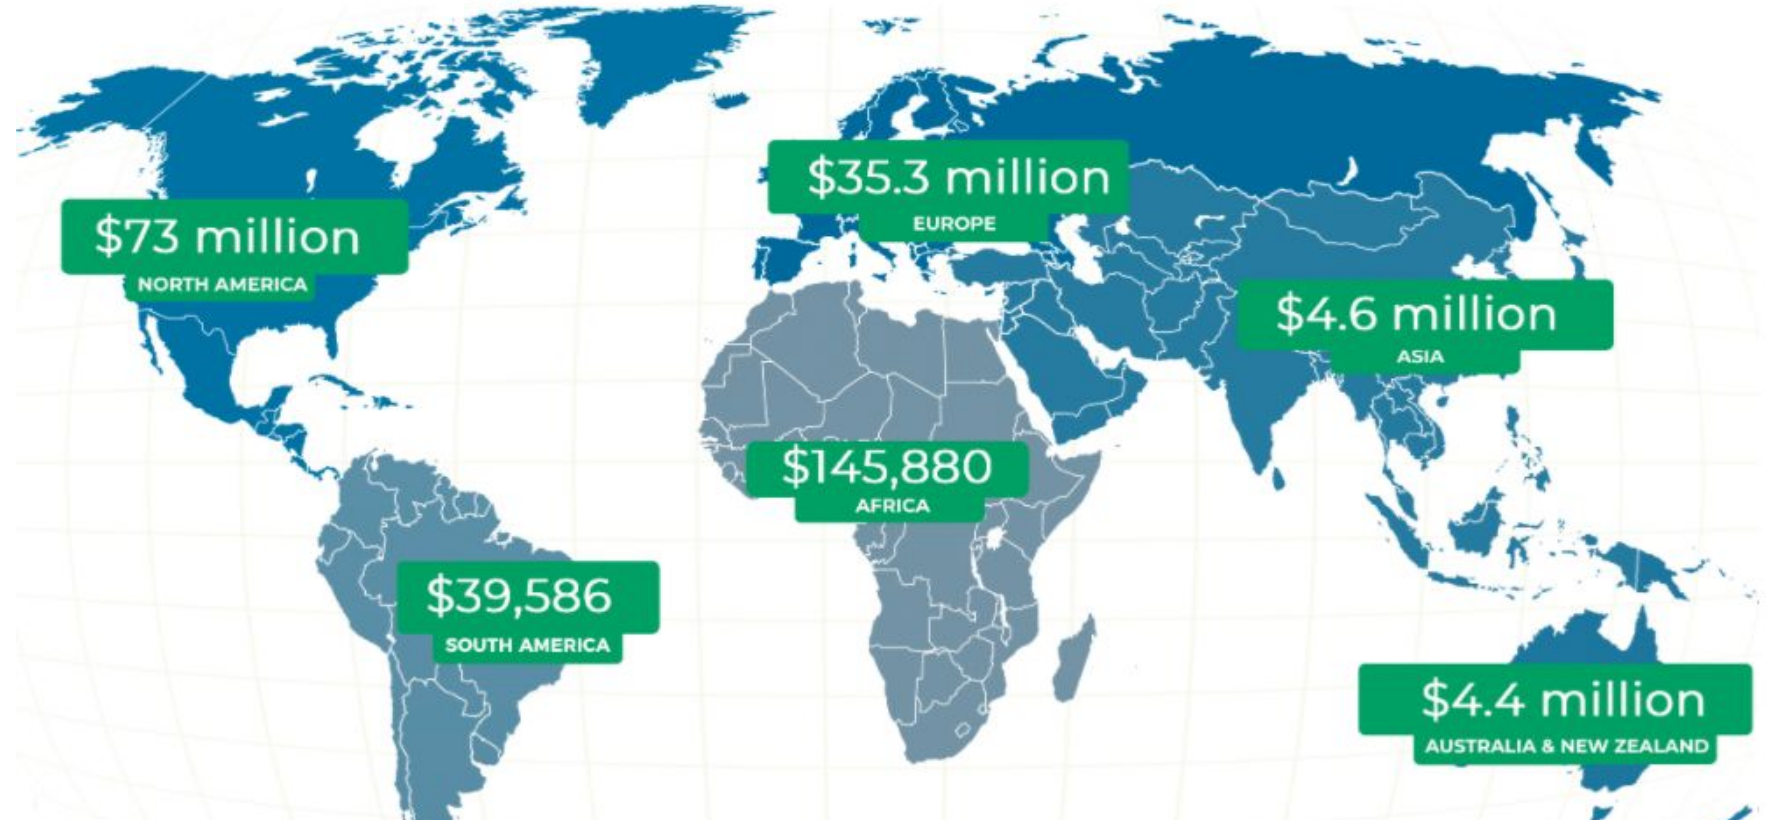 $73 million
NORTH AMERICA
$35.3 million
EUROPE
$4.6 million
ASIA
$145,880
AFRICA
$39,586
SOUTH AMERICA
$4.4 million
AUSTRALIA & NEW ZEALAND